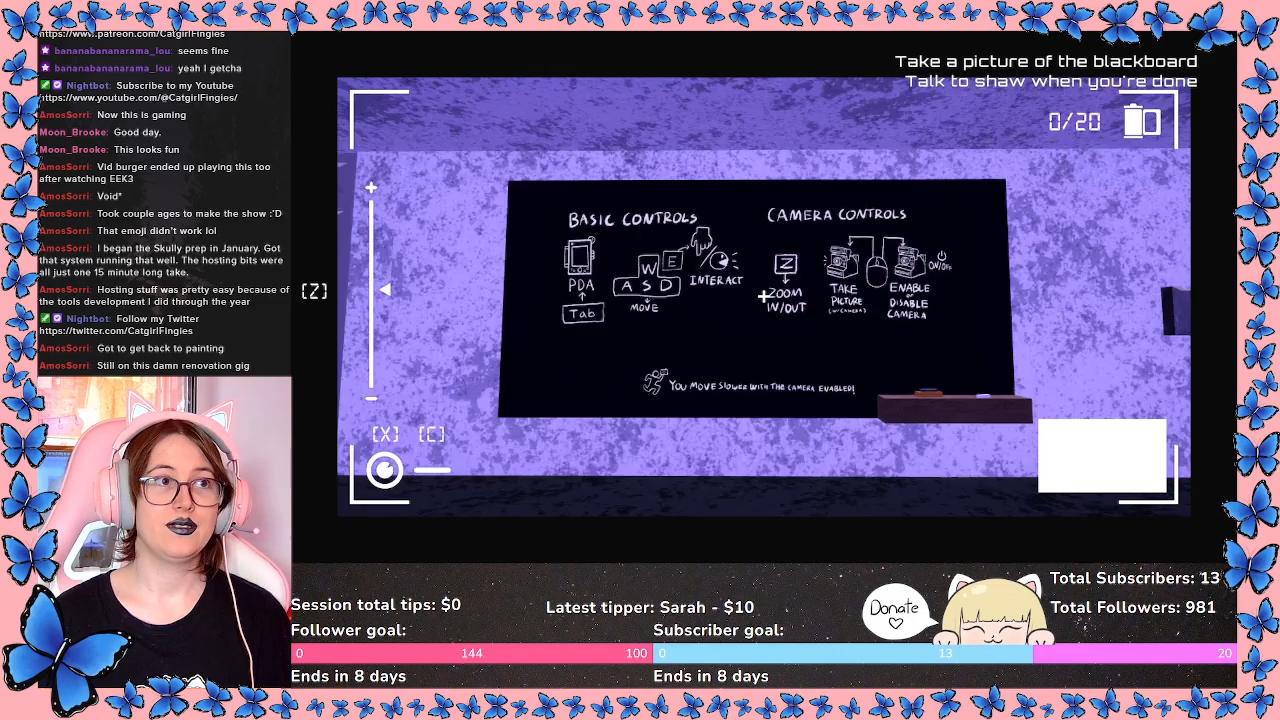 https://www.patreon.com/CatgirlFingies
bananabananarama_lou: seems fine
bananabananarama_lou: yeah I getcha
Nightbot: Subscribe to my Youtube
https://www.youtube.com/@CatgirlFingies/
AmosSorri: Now this is gaming
Moon_Brooke: Good day.
Moon_Brooke: This looks fun
AmosSorri: Vid burger ended up playing this too
after watching EEK3
AmosSorri: Void*
AmosSorri: Took couple ages to make the show :'D
AmosSorri: That emoji didn't work lol
AmosSorri: I began the Skully prep in January. Got
that system running that well. The hosting bits were
all just one 15 minute long take.
AmosSorri: Hosting stuff was pretty easy because of
the tools development I did through the year
Nightbot: Follow my Twitter
https://twitter.com/CatgirlFingies
AmosSorri: Got to get back to painting
AmosSorri: Still on this damn renovation gig
Take a picture of the blackboard
Talk to shaw when you're done
0/20
[Z]
+
-
[X] [C]
BASIC CONTROLS
PDA
Tab
W
E
A S D
MOVE
INTERACT
CAMERA CONTROLS
Z
ZOOM
IN/OUT
TAKE
PICTURE
(W/CAMERA)
ENABLE
or
DISABLE
CAMERA
ON/OFF
YOU MOVE SLOWER WITH THE CAMERA ENABLED!
Session total tips: $0
Latest tipper: Sarah - $10
Donate
Total Subscribers: 13
Total Followers: 981
Follower goal:
0 144 100
Ends in 8 days
Subscriber goal:
0 13 20
Ends in 8 days